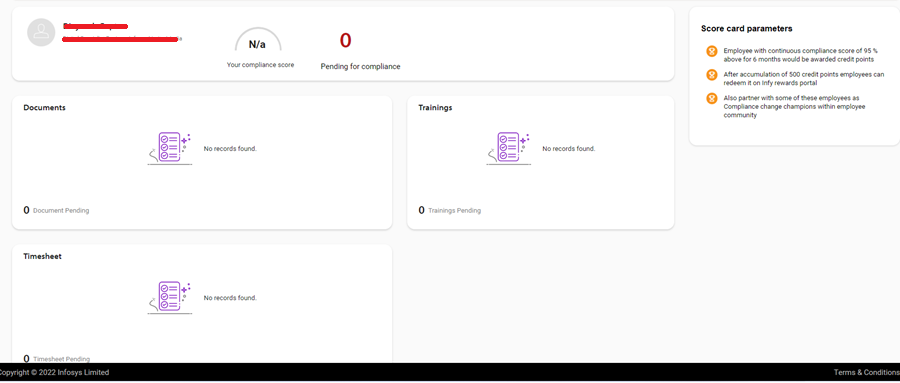 N/a
Your compliance score
0
Pending for compliance
Score card parameters
Employee with continuous compliance score of 95 %
above for 6 months would be awarded credit points
After accumulation of 500 credit points employees can
redeem it on Infy rewards portal
Also partner with some of these employees as
Compliance change champions within employee
community
Documents
No records found.
0 Document Pending
Trainings
No records found.
0 Trainings Pending
Timesheet
No records found.
0 Timesheet Pending
Copyright © 2022 Infosys Limited
Terms & Conditions